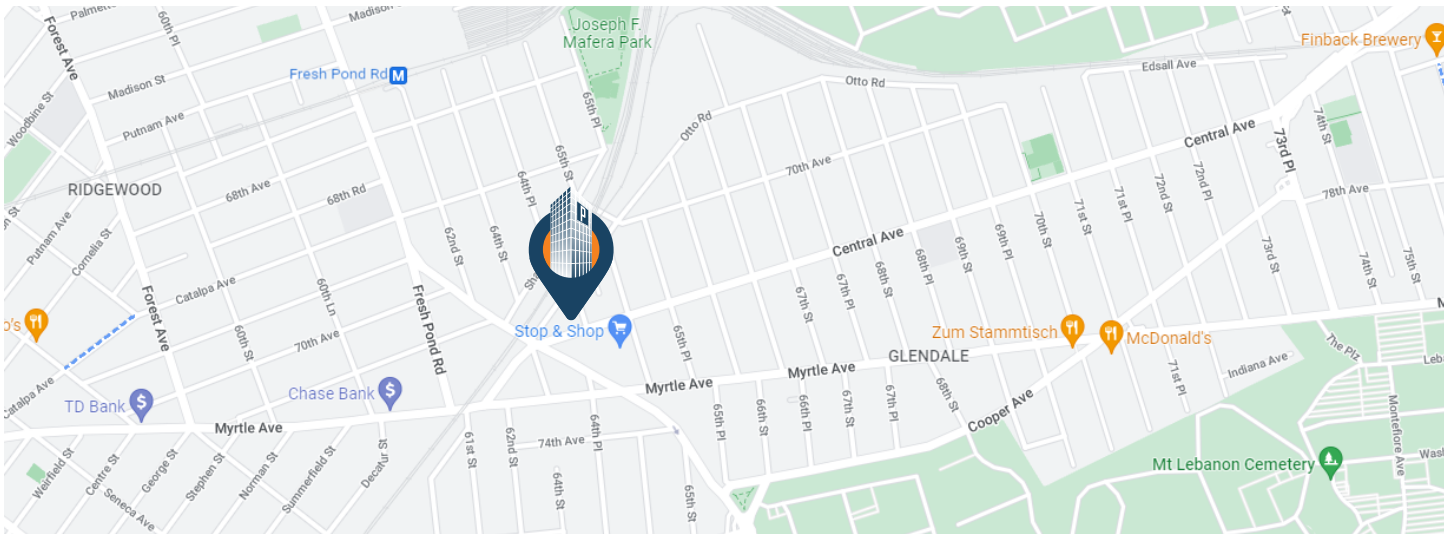 Palmetto
Madison St
60th Pl
Forest Ave
Joseph F.
Mafera Park
Finback Brewery
Fresh Pond Rd
M
Madison St
Woodbine St
Putnam Ave
65th Pl
Otto Rd
Otto Rd
Edsall Ave
Central Ave
73rd Pl
74th St
65th St
64th Pl
70th Ave
RIDGEWOOD
68th Ave
68th Rd
Putnam Ave
Cornelia St
62nd St
64th St
P
71st St
71st Pl
72nd St
72nd Pl
78th Ave
70th St
69th Pl
69th St
68th Pl
68th St
67th Pl
67th St
Central Ave
73rd St
74th St
75th St
Catalpa Ave
Forest Ave
60th Ln
60th St
Fresh Pond Rd
70th Ave
Stop & Shop
65th Pl
Zum Stammtisch
McDonald's
GLENDALE
Indiana Ave
The Plz
Catalpa Ave
TD Bank
$
Chase Bank
$
Myrtle Ave
Myrtle Ave
Myrtle Ave
71st Pl
68th St
Cooper Ave
Montefiore Ave
61st St
62nd St
74th Ave
64th Pl
64th St
65th St
65th Pl
66th St
66th Pl
67th St
67th Pl
Weirfield St
Centre St
George St
Stephen St
Norman St
Summerfield St
Decatur St
Seneca Ave
Mt Lebanon Cemetery